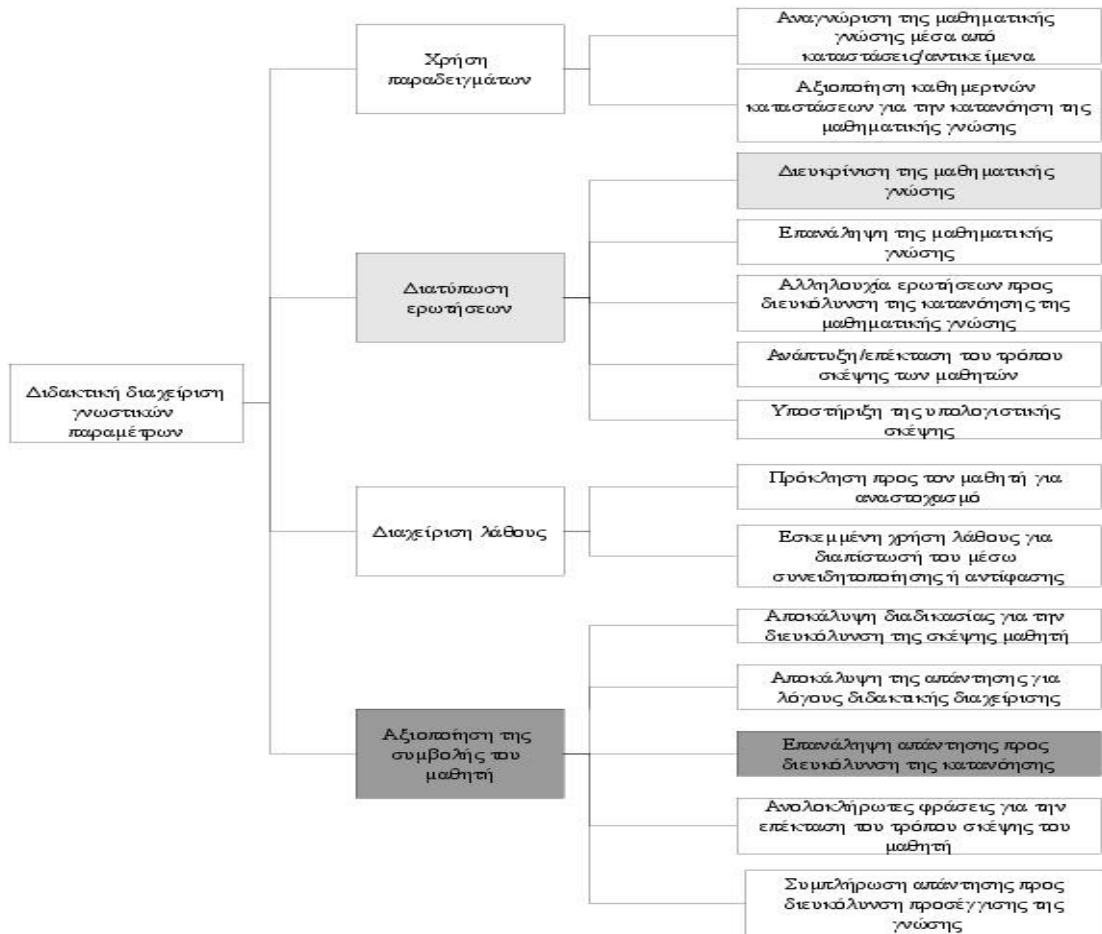 Διδακτική διαχείριση
γνωστικών
παραμέτρων
Χρήση
παραδειγμάτων
Αναγνώριση της μαθηματικής
γνώσης μέσα από
καταστάσεις/αντικείμενα
Αξιοποίηση καθημερινών
καταστάσεων για την κατανόηση της
μαθηματικής γνώσης
Διατύπωση
ερωτήσεων
Διευκρίνιση της μαθηματικής
γνώσης
Επανάληψη της μαθηματικής
γνώσης
Αλληλουχία ερωτήσεων προς
διευκόλυνση της κατανόησης της
μαθηματικής γνώσης
Ανάπτυξη/επέκταση του τρόπου
σκέψης των μαθητών
Υποστήριξη της υπολογιστικής
σκέψης
Διαχείριση λάθους
Πρόκληση προς τον μαθητή για
αναστοχασμό
Εσκεμμένη χρήση λάθους για
διαπίστωσή του μέσω
συνειδητοποίησης ή αντίφασης
Αξιοποίηση της
συμβολής του
μαθητή
Αποκάλυψη διαδικασίας για την
διευκόλυνση της σκέψης μαθητή
Αποκάλυψη της απάντησης για
λόγους διδακτικής διαχείρισης
Επανάληψη απάντησης προς
διευκόλυνση της κατανόησης
Ανολοκλήρωτες φράσεις για την
επέκταση του τρόπου σκέψης του
μαθητή
Συμπλήρωση απάντησης προς
διευκόλυνση προσέγγισης της
γνώσης